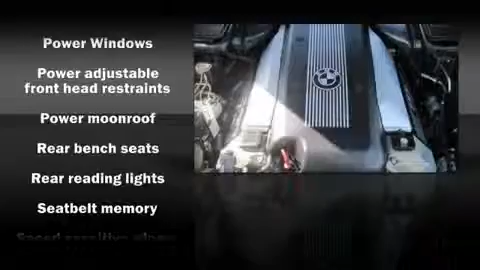 Power Windows
Power adjustable
front head restraints
Power moonroof
Rear bench seats
Rear reading lights
Seatbelt memory